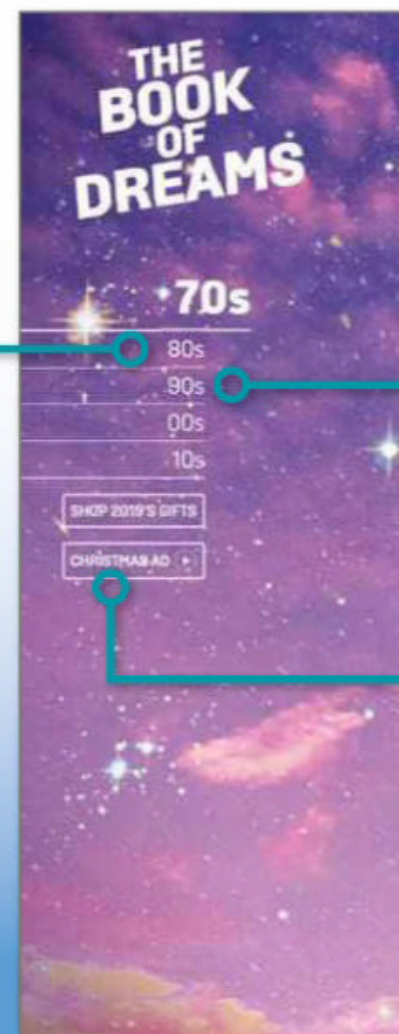 THE
BOOK
OF
DREAMS
70s
80s
90s
00s
10s
SHOP 2019'S GIFTS
CHRISTMAS AD